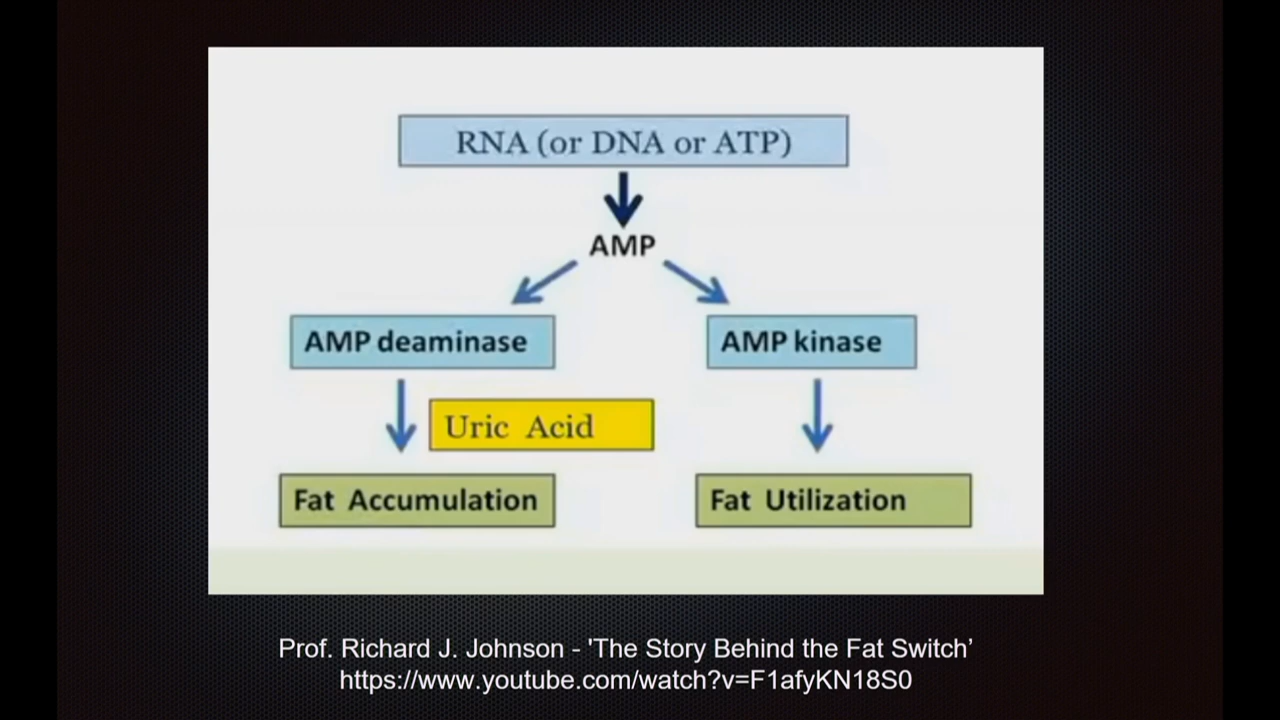 RNA (or DNA or ATP)
AMP
AMP deaminase
AMP kinase
Uric Acid
Fat Accumulation
Fat Utilization
Prof. Richard J. Johnson - 'The Story Behind the Fat Switch’
https://www.youtube.com/watch?v=F1afyKN18S0